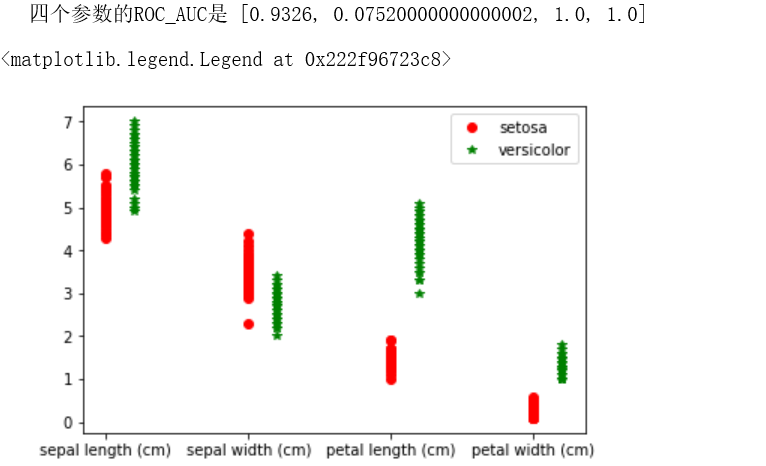 四个参数的ROC_AUC是 [0.9326, 0.07520000000000002, 1.0, 1.0]
<matplotlib.legend.Legend at 0x222f96723c8>
setosa
versicolor
7
6
5
4
3
2
1
0
sepal length (cm) sepal width (cm) petal length (cm) petal width (cm)